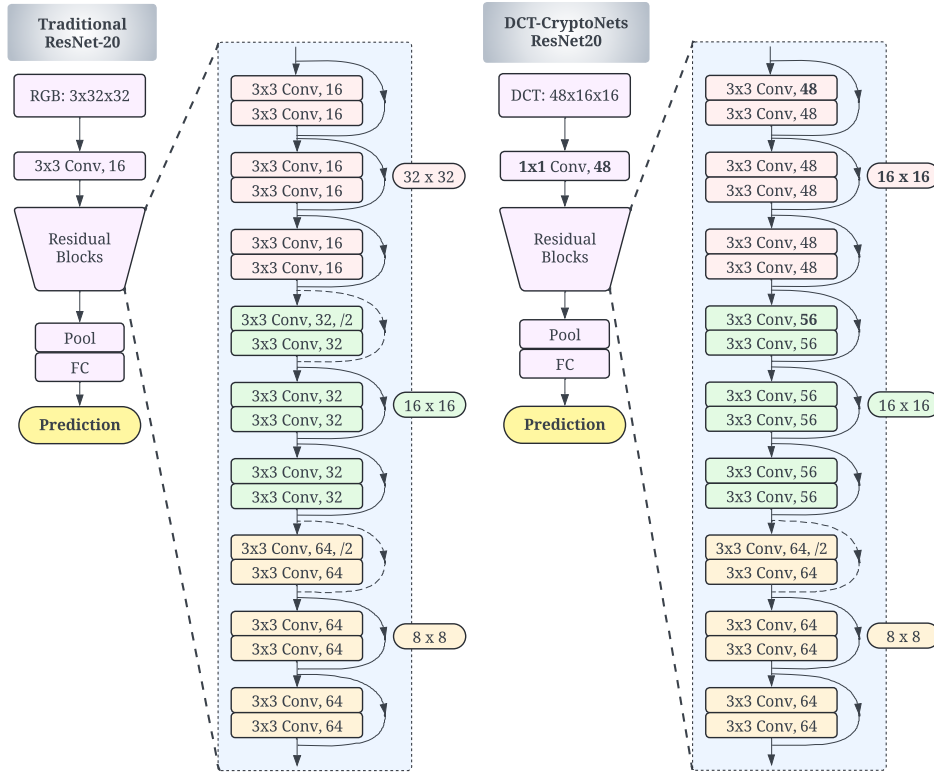 Traditional
ResNet-20
RGB: 3x32x32
3x3 Conv, 16
Residual
Blocks
Pool
FC
Prediction
3x3 Conv, 16
3x3 Conv, 16
3x3 Conv, 16
3x3 Conv, 16
32 x 32
3x3 Conv, 16
3x3 Conv, 16
3x3 Conv, 32, /2
3x3 Conv, 32
3x3 Conv, 32
3x3 Conv, 32
16 x 16
3x3 Conv, 32
3x3 Conv, 32
3x3 Conv, 64, /2
3x3 Conv, 64
3x3 Conv, 64
3x3 Conv, 64
8 x 8
3x3 Conv, 64
3x3 Conv, 64
DCT-CryptoNets
ResNet20
DCT: 48x16x16
1x1 Conv, 48
Residual
Blocks
Pool
FC
Prediction
3x3 Conv, 48
3x3 Conv, 48
3x3 Conv, 48
3x3 Conv, 48
16 x 16
3x3 Conv, 48
3x3 Conv, 48
3x3 Conv, 56
3x3 Conv, 56
3x3 Conv, 56
3x3 Conv, 56
16 x 16
3x3 Conv, 56
3x3 Conv, 56
3x3 Conv, 64, /2
3x3 Conv, 64
3x3 Conv, 64
3x3 Conv, 64
8 x 8
3x3 Conv, 64
3x3 Conv, 64